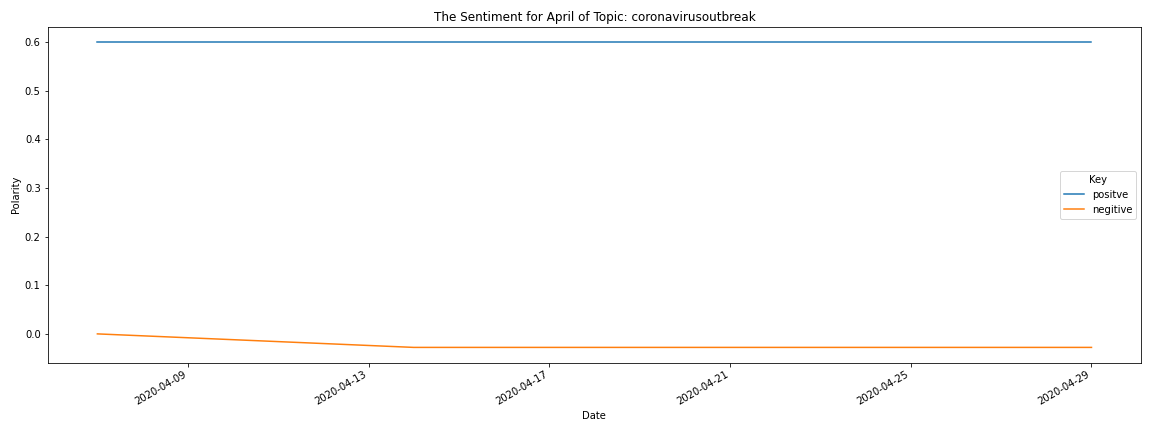 The Sentiment for April of Topic: coronavirusoutbreak
0.6
0.5
0.4
0.3
0.2
0.1
0.0
Polarity
Key
positve
negitive
2020-04-09
2020-04-13
2020-04-17
2020-04-21
2020-04-25
2020-04-29
Date